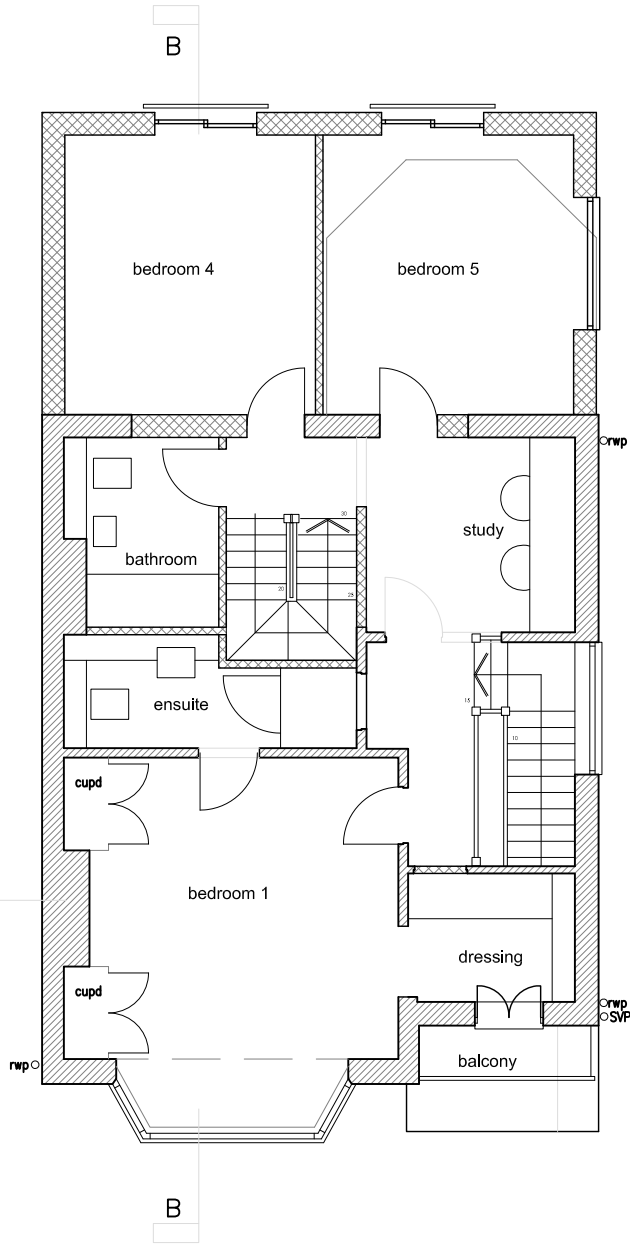 B
bedroom 4
bedroom 5
rwp
30
study
bathroom
20
25
ensuite
15
10
cupd
bedroom 1
dressing
cupd
rwp
SVP
rwp
balcony
B